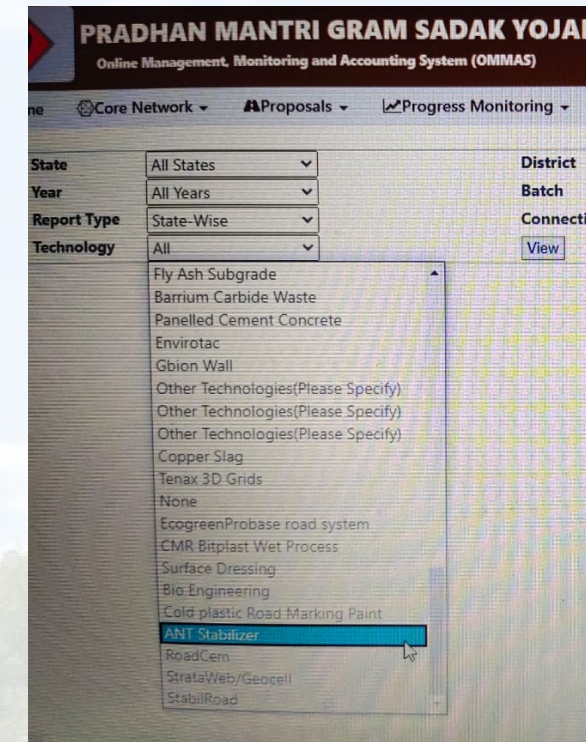 PRADHAN MANTRI GRAM SADAK
Online Management, Monitoring and Accounting System (OMMAS)
Core Network Proposals Progress Monitoring
State All States District
Year All Years Batch
Report Type State-Wise
Technology All View
Fly Ash Subgrade
Barrium Carbide Waste
Panelled Cement Concrete
Envirotac
Gbion Wall
Other Technologies(Please Specify)
Other Technologies(Please Specify)
Other Technologies(Please Specify)
Copper Slag
Tenax 3D Grids
None
EcogreenProbase road system
CMR Bitplast Wet Process
Surface Dressing
Bio Engineering
Cold plastic Road Marking Paint
ANT Stabilizer
RoadCem
StrataWeb/Geocell
StabilRoad